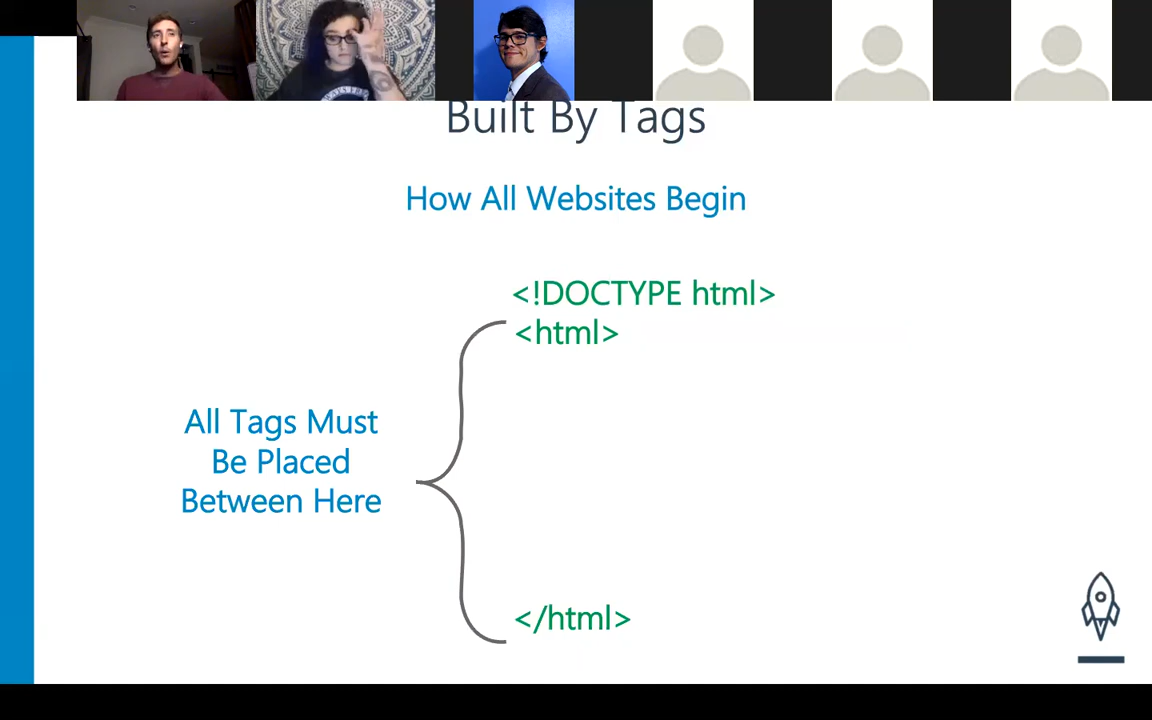 Built By Tags
How All Websites Begin
<!DOCTYPE html>
<html>
All Tags Must
Be Placed
Between Here
</html>